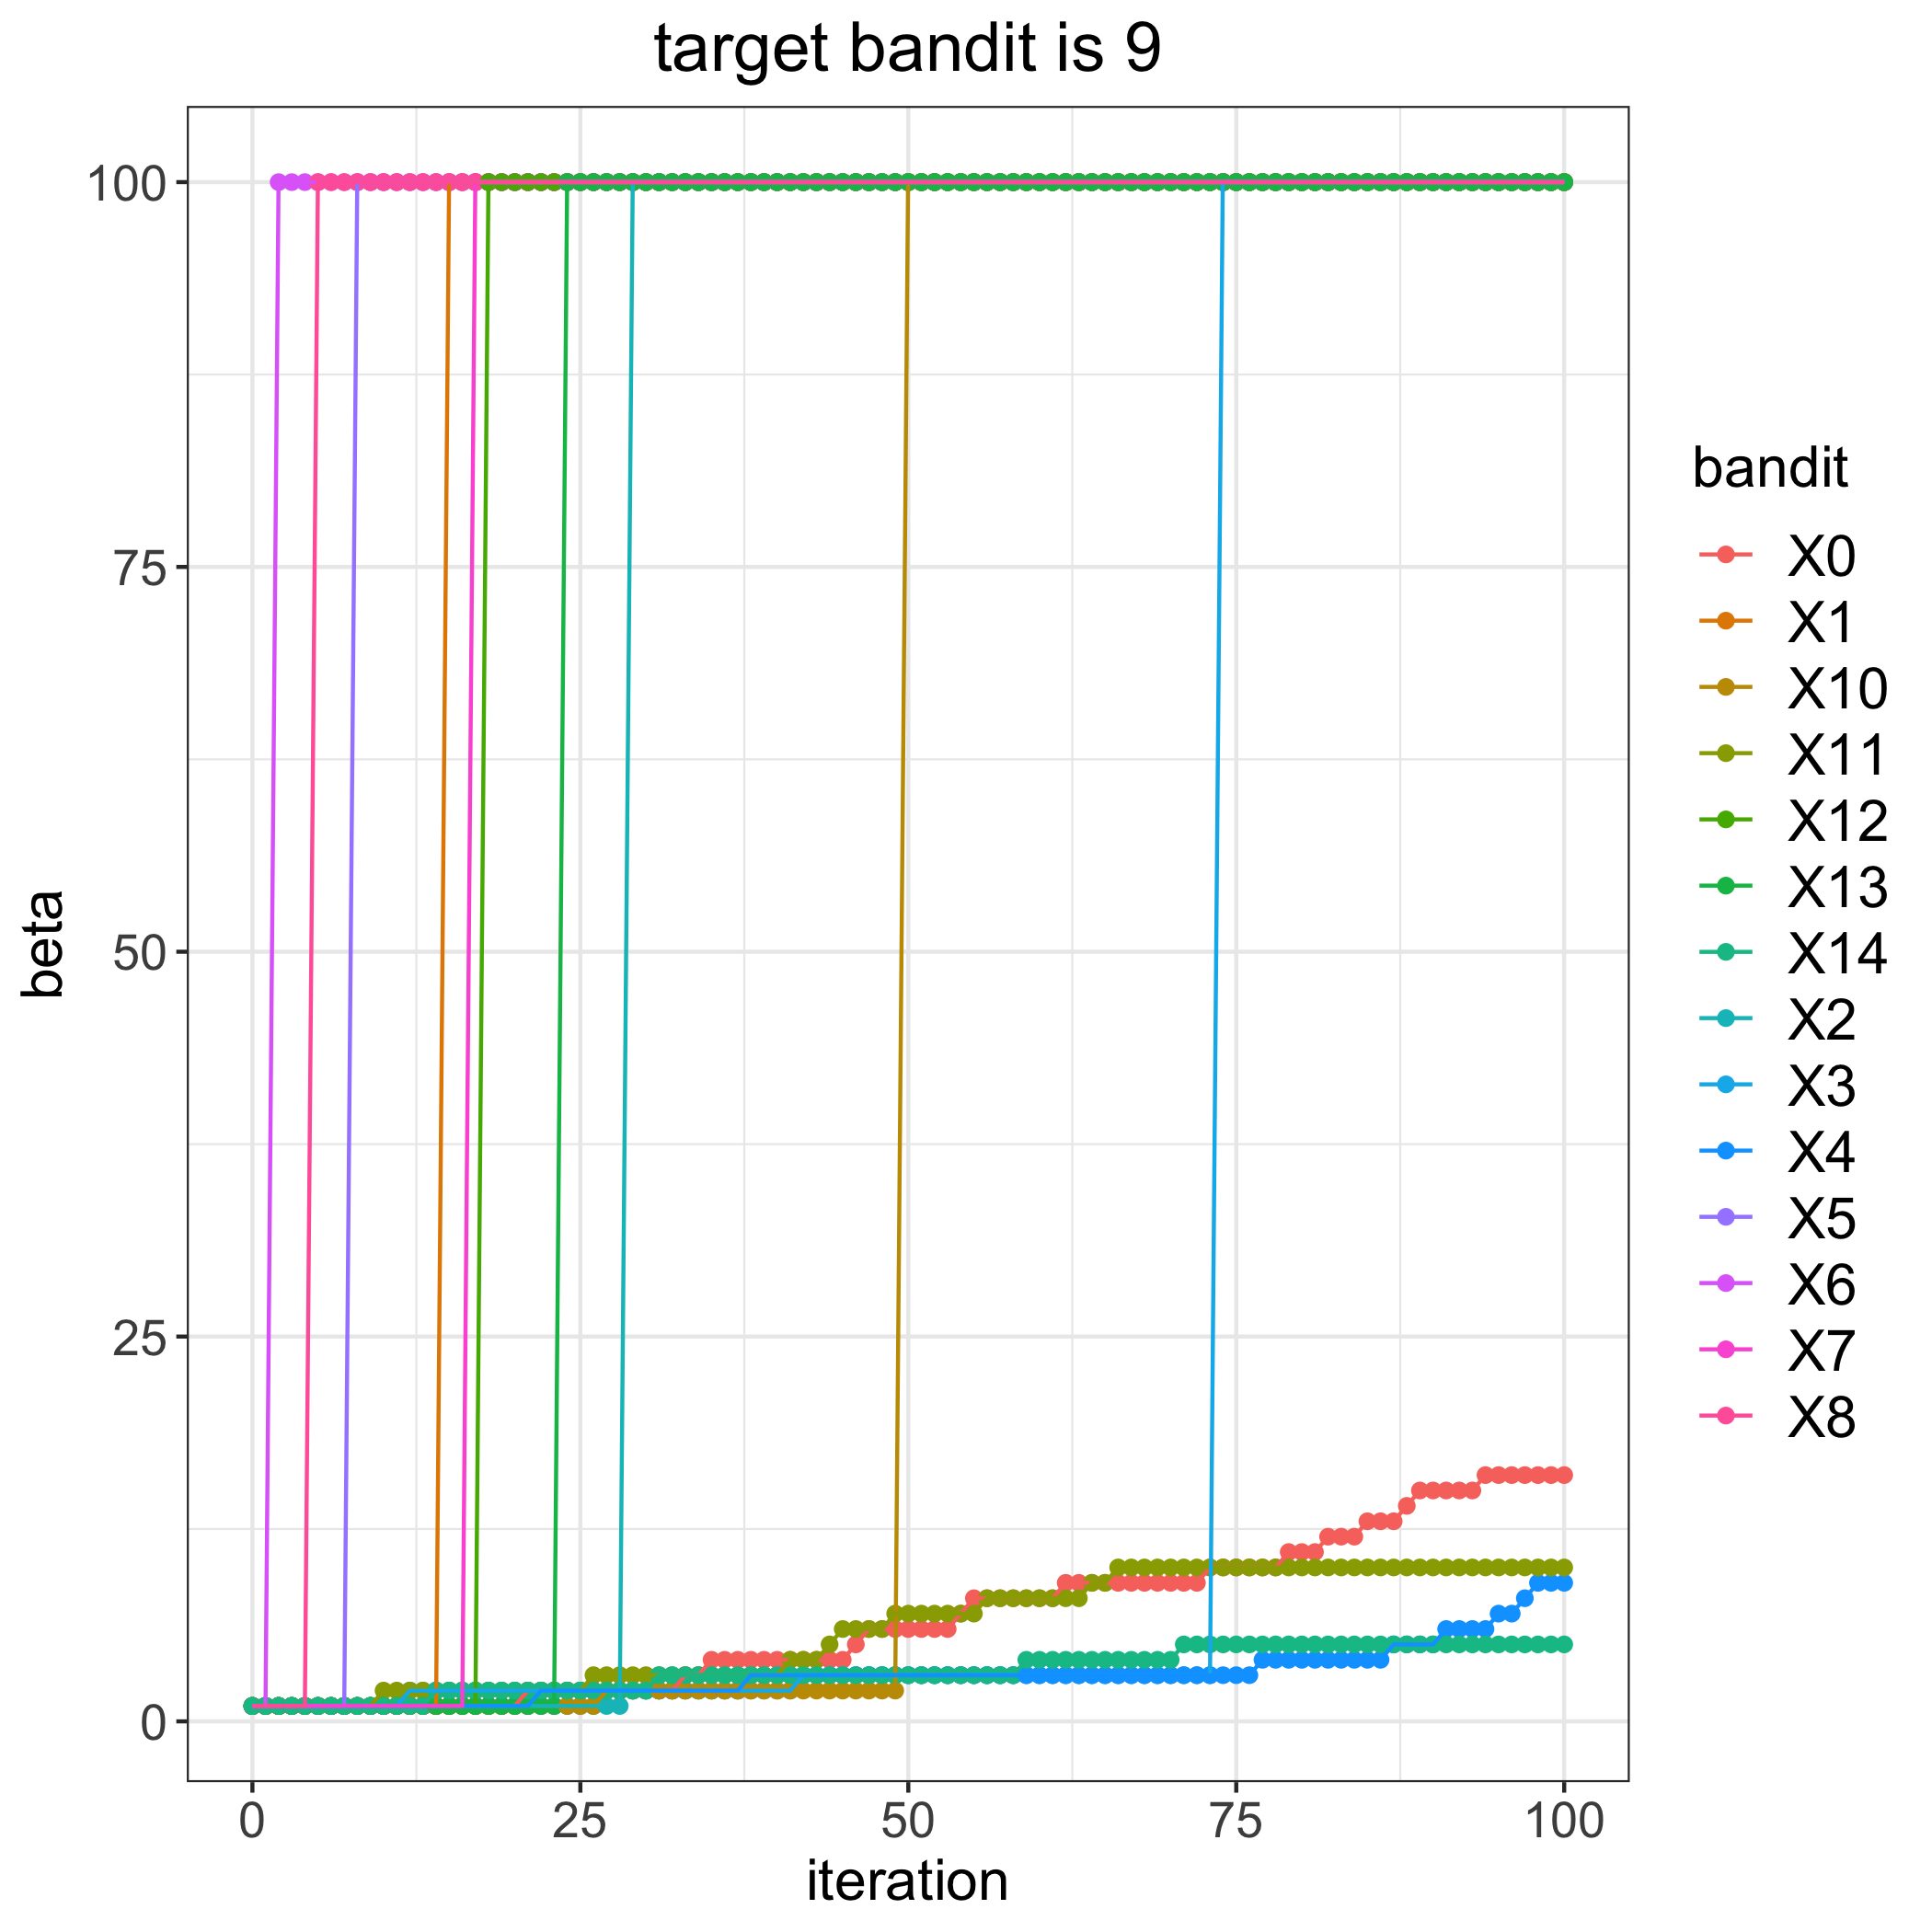 target bandit is 9
100
75
50
25
0
beta
0 25 50 75 100
iteration
bandit
X0
X1
X10
X11
X12
X13
X14
X2
X3
X4
X5
X6
X7
X8